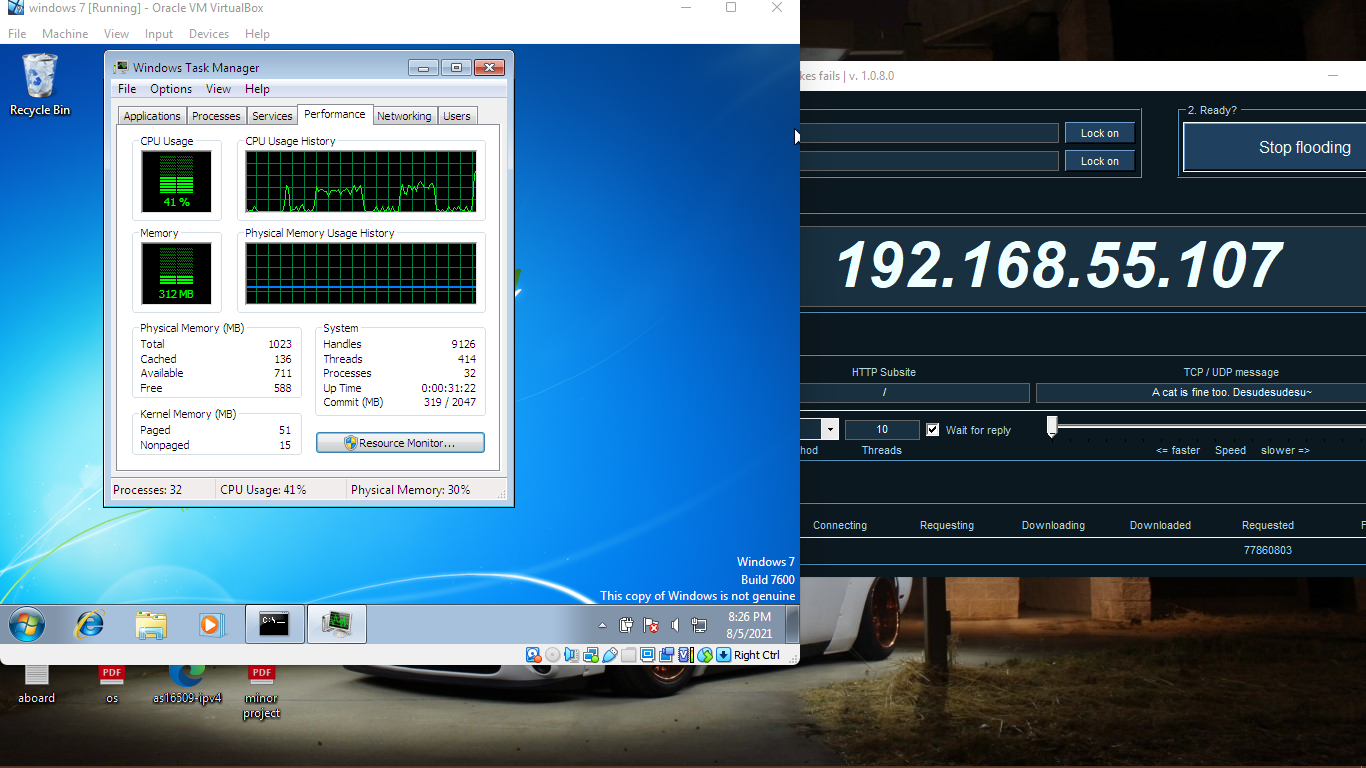 windows 7 [Running] - Oracle VM VirtualBox
File Machine View Input Devices Help
Recycle Bin
Windows Task Manager
File Options View Help
Applications Processes Services Performance Networking Users
CPU Usage
CPU Usage History
41 %
Memory
Physical Memory Usage History
312 MB
Physical Memory (MB)
Total 1023
Cached 136
Available 711
Free 588
System
Handles 9126
Threads 414
Processes 32
Up Time 0:00:31:22
Commit (MB) 319 / 2047
Kernel Memory (MB)
Paged 51
Nonpaged 15
Resource Monitor...
Processes: 32 CPU Usage: 41% Physical Memory: 30%
Windows 7
Build 7600
This copy of Windows is not genuine
C:\
8:26 PM
8/5/2021
Right Ctrl
kes fails | v. 1.0.8.0
Lock on
Lock on
2. Ready?
Stop flooding
192.168.55.107
HTTP Subsite
TCP / UDP message
/
A cat is fine too. Desudesudesu~
10
Wait for reply
hod
Threads
<= faster Speed slower =>
Connecting Requesting Downloading Downloaded Requested F
77860803
PDF
PDF
aboard
os
as16509-ipv4
minor
project